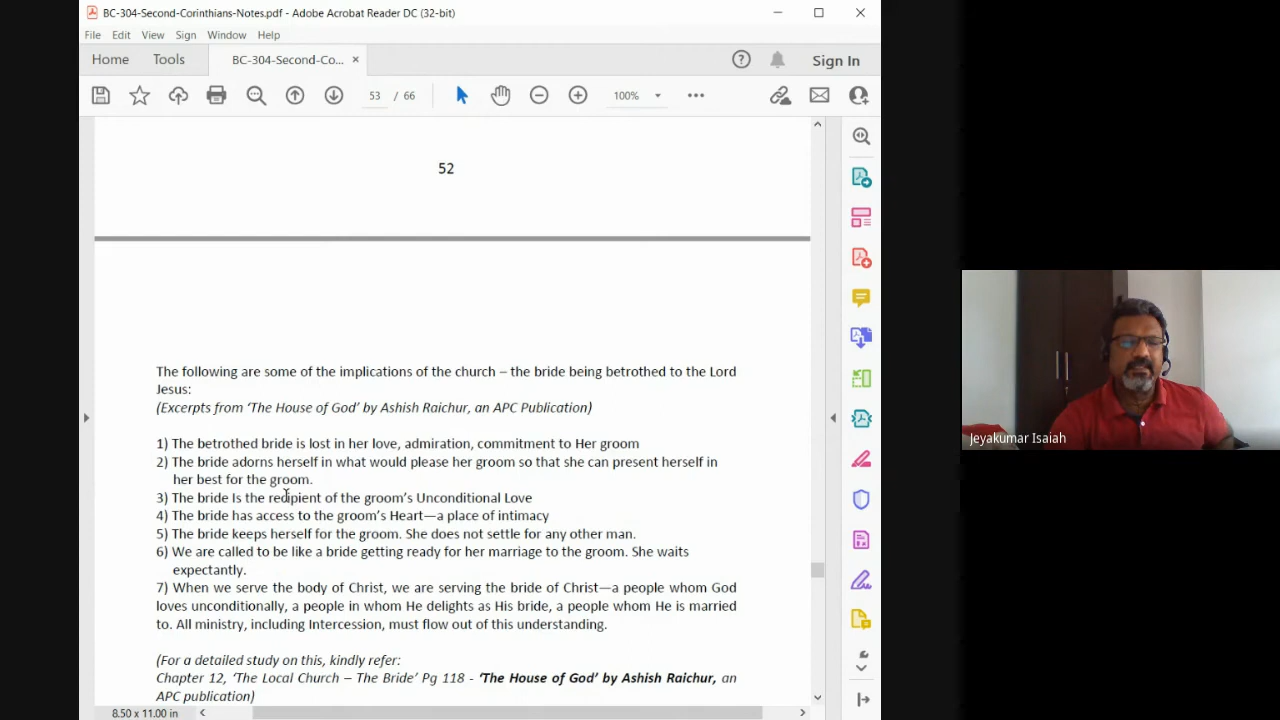 BC-304-Second-Corinthians-Notes.pdf - Adobe Acrobat Reader DC (32-bit)
File Edit View Sign Window Help
Home Tools BC-304-Second-Co... × Sign In
53 / 66 100%
52
The following are some of the implications of the church – the bride being betrothed to the Lord
Jesus:
(Excerpts from 'The House of God' by Ashish Raichur, an APC Publication)
1) The betrothed bride is lost in her love, admiration, commitment to Her groom
2) The bride adorns herself in what would please her groom so that she can present herself in
her best for the groom.
3) The bride Is the recipient of the groom's Unconditional Love
4) The bride has access to the groom's Heart—a place of intimacy
5) The bride keeps herself for the groom. She does not settle for any other man.
6) We are called to be like a bride getting ready for her marriage to the groom. She waits
expectantly.
7) When we serve the body of Christ, we are serving the bride of Christ—a people whom God
loves unconditionally, a people in whom He delights as His bride, a people whom He is married
to. All ministry, including Intercession, must flow out of this understanding.
(For a detailed study on this, kindly refer:
Chapter 12, 'The Local Church – The Bride' Pg 118 - 'The House of God' by Ashish Raichur, an
APC publication)
8.50 x 11.00 in
Jeyakumar Isaiah